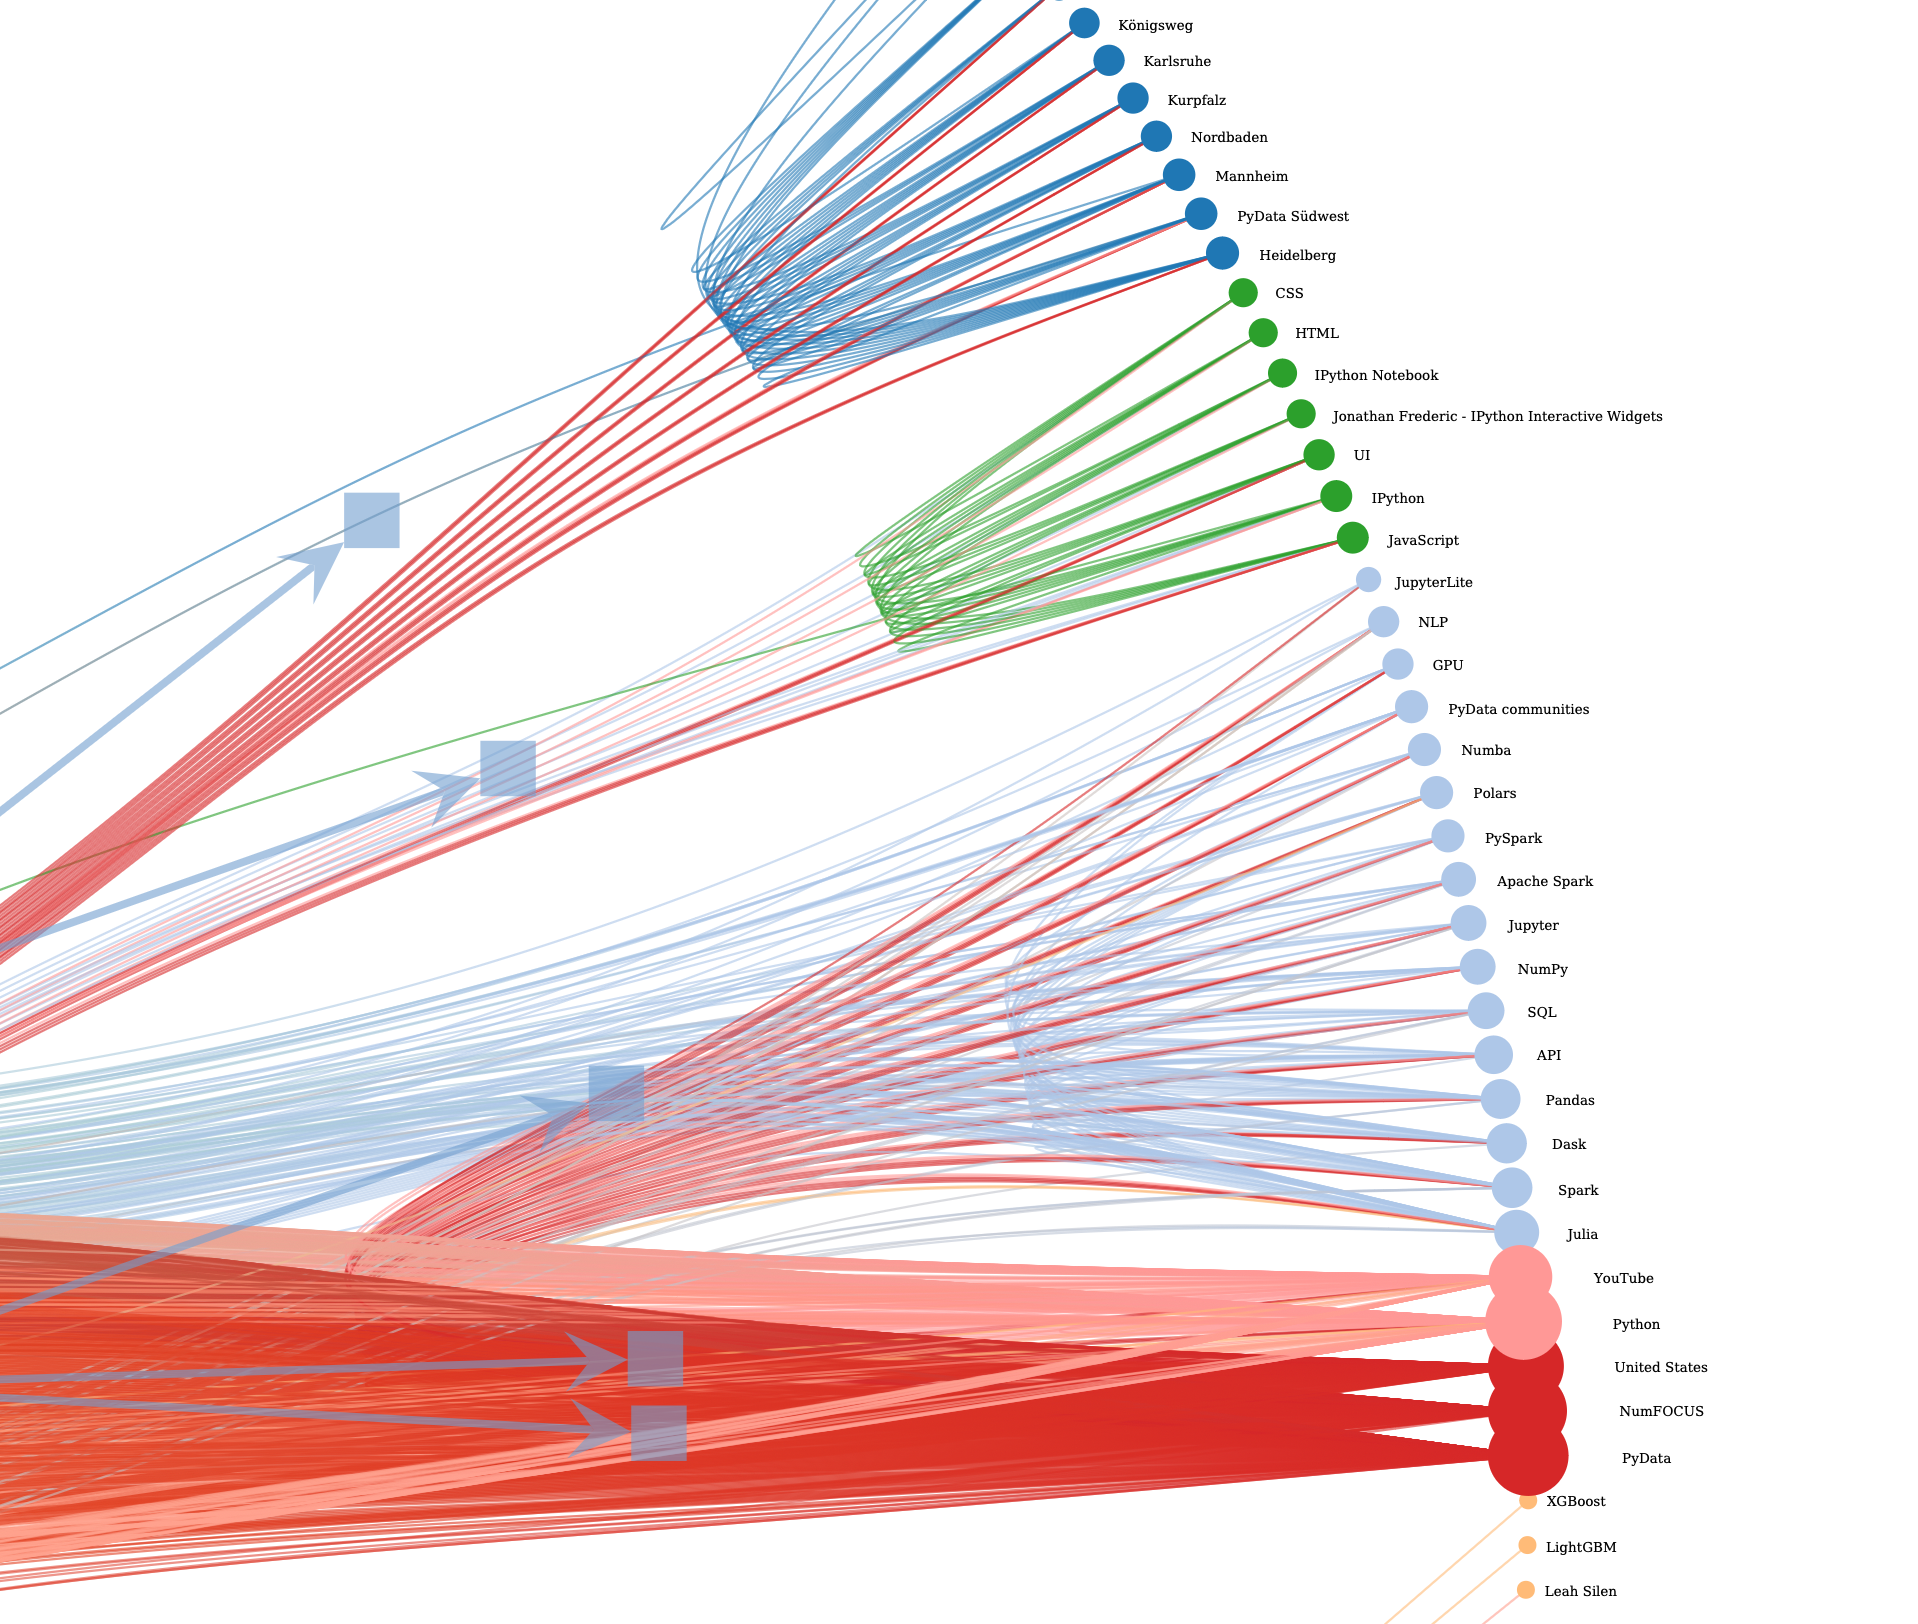 Königsweg
Karlsruhe
Kurpfalz
Nordbaden
Mannheim
PyData Südwest
Heidelberg
CSS
HTML
IPython Notebook
Jonathan Frederic - IPython Interactive Widgets
UI
IPython
JavaScript
JupyterLite
NLP
GPU
PyData communities
Numba
Polars
PySpark
Apache Spark
Jupyter
NumPy
SQL
API
Pandas
Dask
Spark
Julia
YouTube
Python
United States
NumFOCUS
PyData
XGBoost
LightGBM
Leah Silen